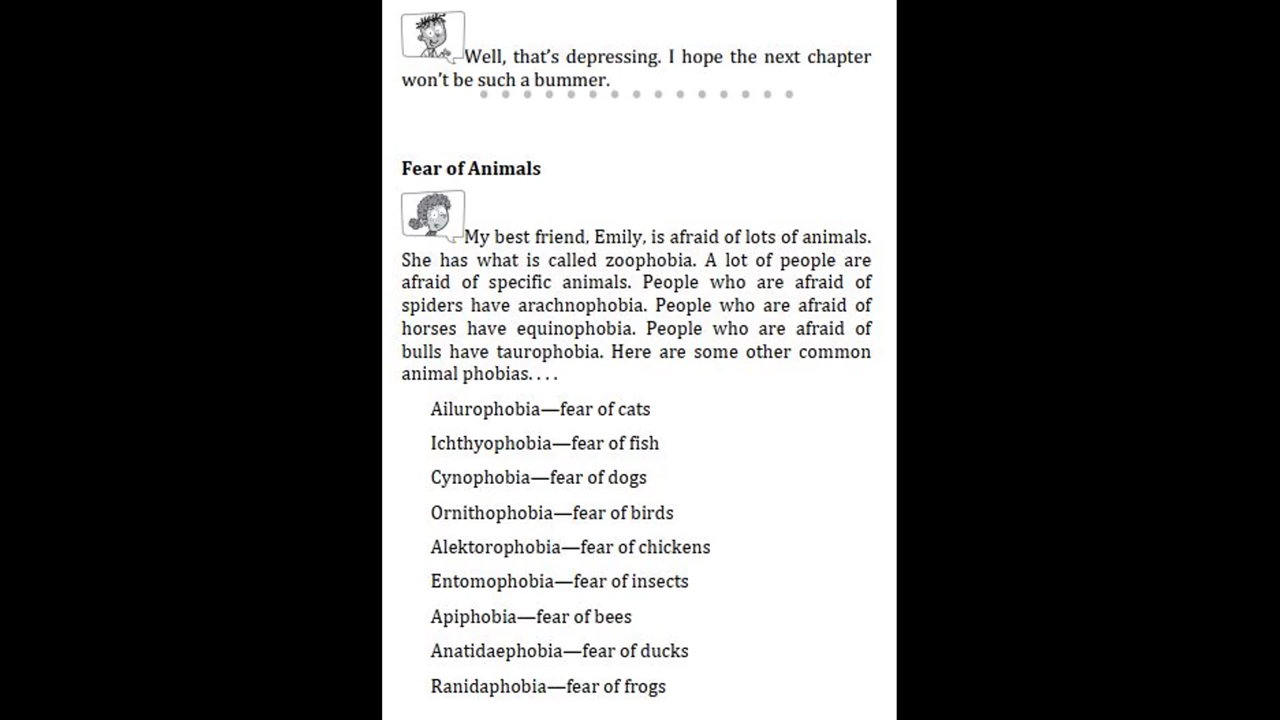 Well, that's depressing. I hope the next chapter
won't be such a bummer.
Fear of Animals
My best friend, Emily, is afraid of lots of animals.
She has what is called zoophobia. A lot of people are
afraid of specific animals. People who are afraid of
spiders have arachnophobia. People who are afraid of
horses have equinophobia. People who are afraid of
bulls have taurophobia. Here are some other common
animal phobias. . . .
Ailurophobia—fear of cats
Ichthyophobia—fear of fish
Cynophobia—fear of dogs
Ornithophobia—fear of birds
Alektorophobia—fear of chickens
Entomophobia—fear of insects
Apiphobia—fear of bees
Anatidaephobia—fear of ducks
Ranidaphobia—fear of frogs